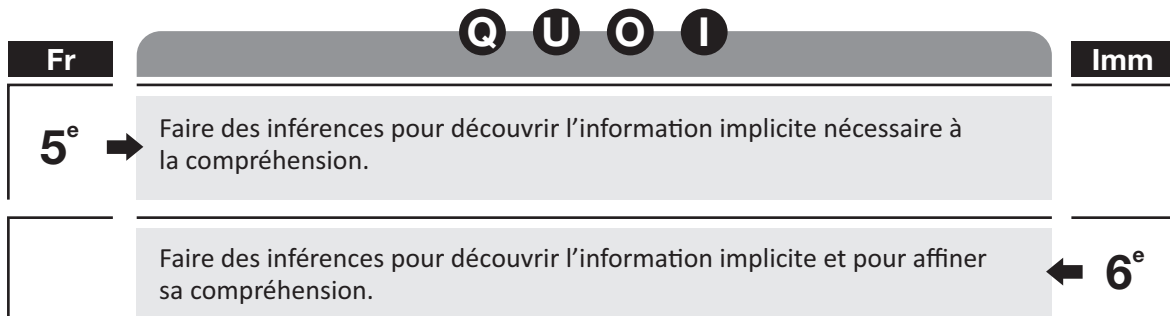 QUOI
Fr
Imm
5e
Faire des inférences pour découvrir l’information implicite nécessaire à
la compréhension.
Faire des inférences pour découvrir l’information implicite et pour affiner
sa compréhension.
6e